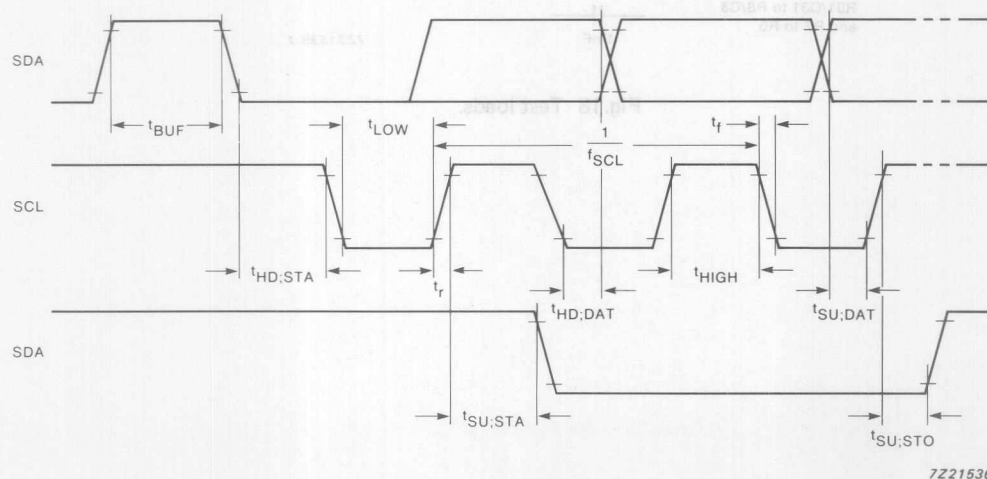 SDA
tBUF
tLOW
1
fSCL
tf
SCL
tHD;STA
tr
tHD;DAT
tHIGH
tSU;DAT
SDA
tSU;STA
tSU;STO
7Z21536